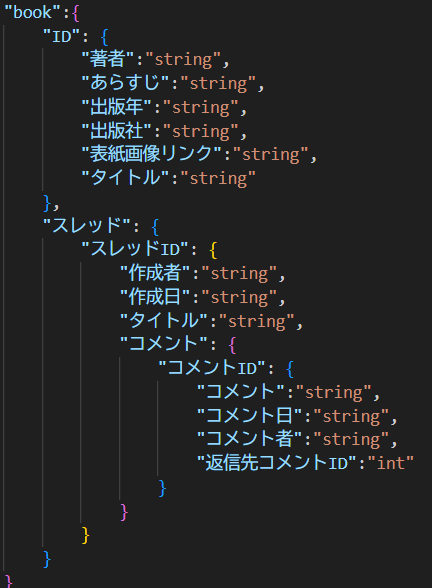 "book":{
"ID": {
"著者":"string",
"あらすじ":"string",
"出版年":"string",
"出版社":"string",
"表紙画像リンク":"string",
"タイトル":"string"
},
"スレッド": {
"スレッドID": {
"作成者":"string",
"作成日":"string",
"タイトル":"string",
"コメント": {
"コメントID": {
"コメント":"string",
"コメント日":"string",
"コメント者":"string",
"返信先コメントID":"int"
}
}
}
}
}